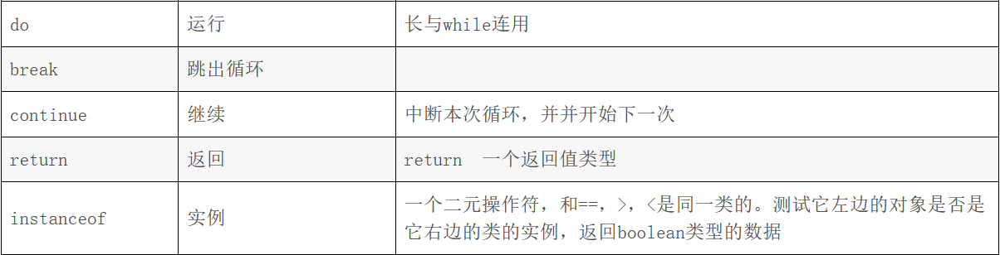 do 运行 长与while连用
break 跳出循环
continue 继续 中断本次循环，并并开始下一次
return 返回 return 一个返回值类型
instanceof 实例 一个二元操作符，和==，>，<是同一类的。测试它左边的对象是否是
它右边的类的实例，返回boolean类型的数据